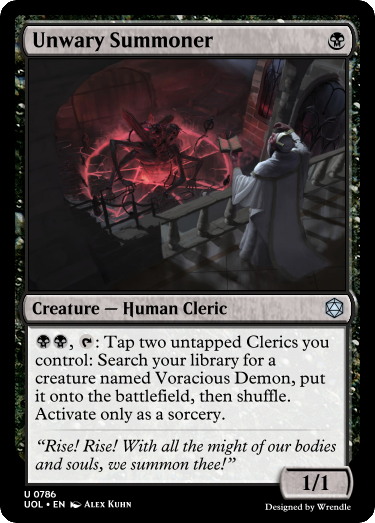 Unwary Summoner
Creature — Human Cleric
, : Tap two untapped Clerics you
control: Search your library for a
creature named Voracious Demon, put
it onto the battlefield, then shuffle.
Activate only as a sorcery.
“Rise! Rise! With all the might of our bodies
and souls, we summon thee!”
1/1
U 0786
UOL • EN Alex Kuhn
Designed by Wrendle